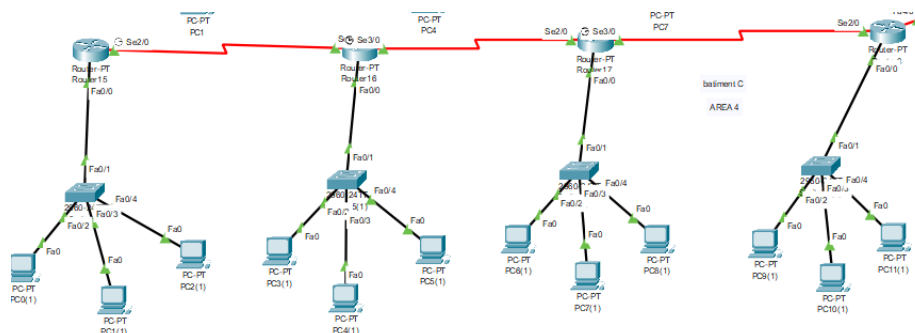 PC-PT
PC1
PC-PT
PC4
PC-PT
PC7
Se2/0
Se3/0
Se2/0
Se3/0
Se2/0
Router-PT
Router15
Router-PT
Router16
Router-PT
Router-PT
Fa0/0
Fa0/0
Fa0/0
Fa0/0
batiment C
AREA 4
Fa0/1
Fa0/1
Fa0/1
Fa0/1
Fa0/4
Fa0/3
Fa0/2
Fa0/4
Fa0/3
Fa0/4
Fa0/3
Fa0/2
Fa0/4
Fa0/2
Fa0
Fa0
Fa0
Fa0
Fa0
Fa0
Fa0
Fa0
Fa0
Fa0
Fa0
Fa0
PC-PT
PC0(1)
PC-PT
PC1(1)
PC-PT
PC2(1)
PC-PT
PC3(1)
PC-PT
PC4(1)
PC-PT
PC5(1)
PC-PT
PC6(1)
PC-PT
PC7(1)
PC-PT
PC8(1)
PC-PT
PC9(1)
PC-PT
PC10(1)
PC-PT
PC11(1)